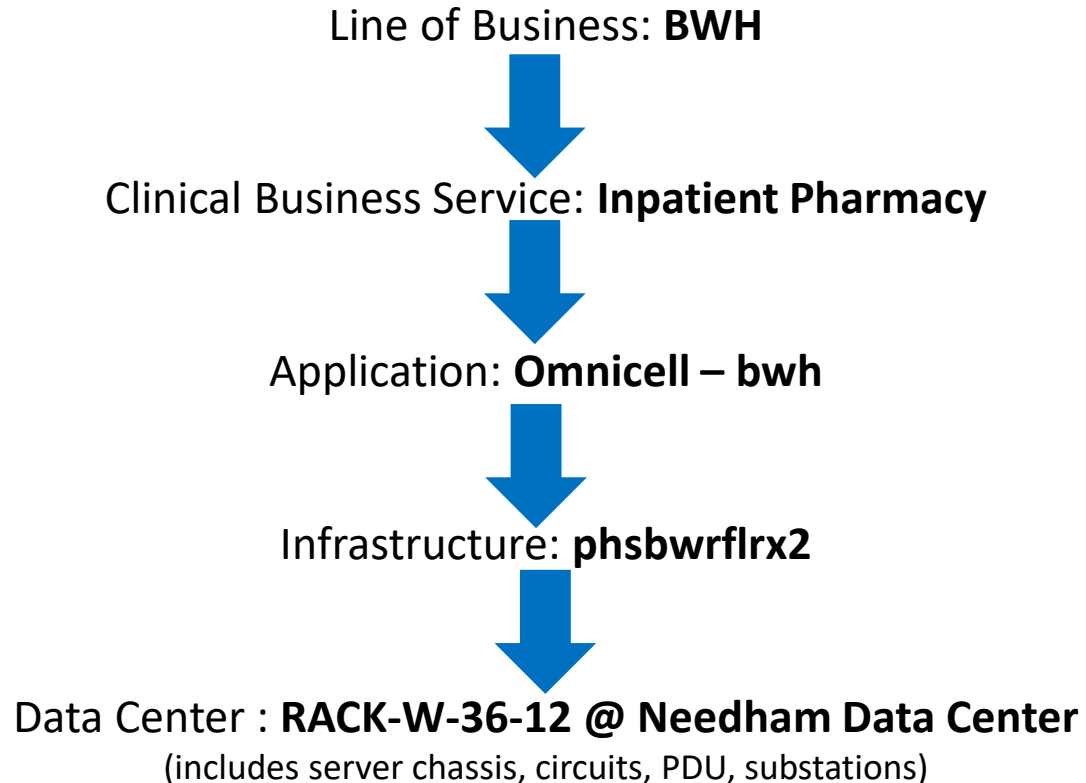 Line of Business: BWH
Clinical Business Service: Inpatient Pharmacy
Application: Omnicell – bwh
Infrastructure: phsbwrflrx2
Data Center : RACK-W-36-12 @ Needham Data Center
(includes server chassis, circuits, PDU, substations)